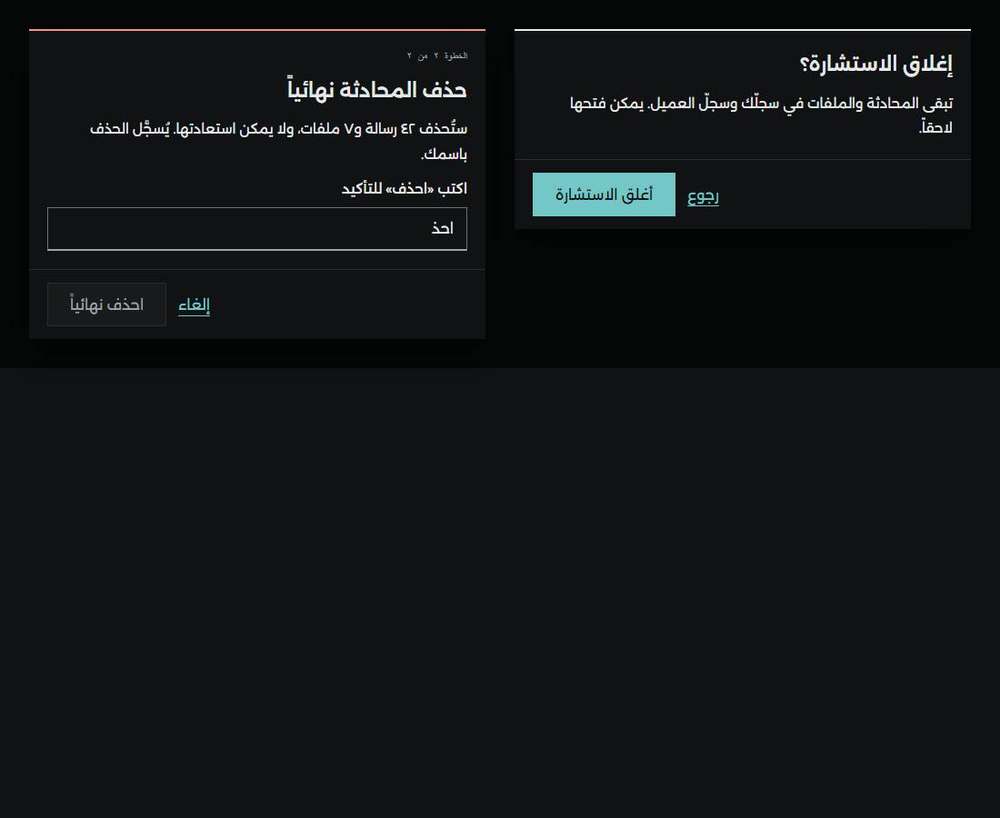 إغلاق الاستشارة؟
تبقى المحادثة والملفات في سجلّك وسجلّ العميل. يمكن فتحها
لاحقاً.
رجوع
أغلق الاستشارة
الخطوة ٢ من ٢
حذف المحادثة نهائياً
ستُحذف ٤٢ رسالة و٧ ملفات، ولا يمكن استعادتها. يُسجَّل الحذف
باسمك.
اكتب «احذف» للتأكيد
احذ
إلغاء
احذف نهائياً